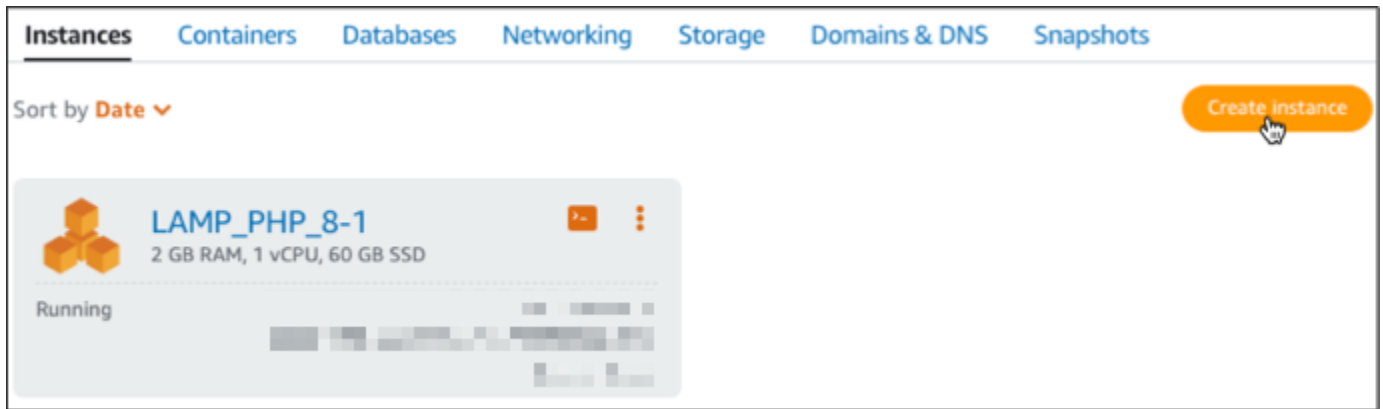 Instances Containers Databases Networking Storage Domains & DNS Snapshots
Sort by Date
Create instance
LAMP_PHP_8-1
2 GB RAM, 1 vCPU, 60 GB SSD
Running